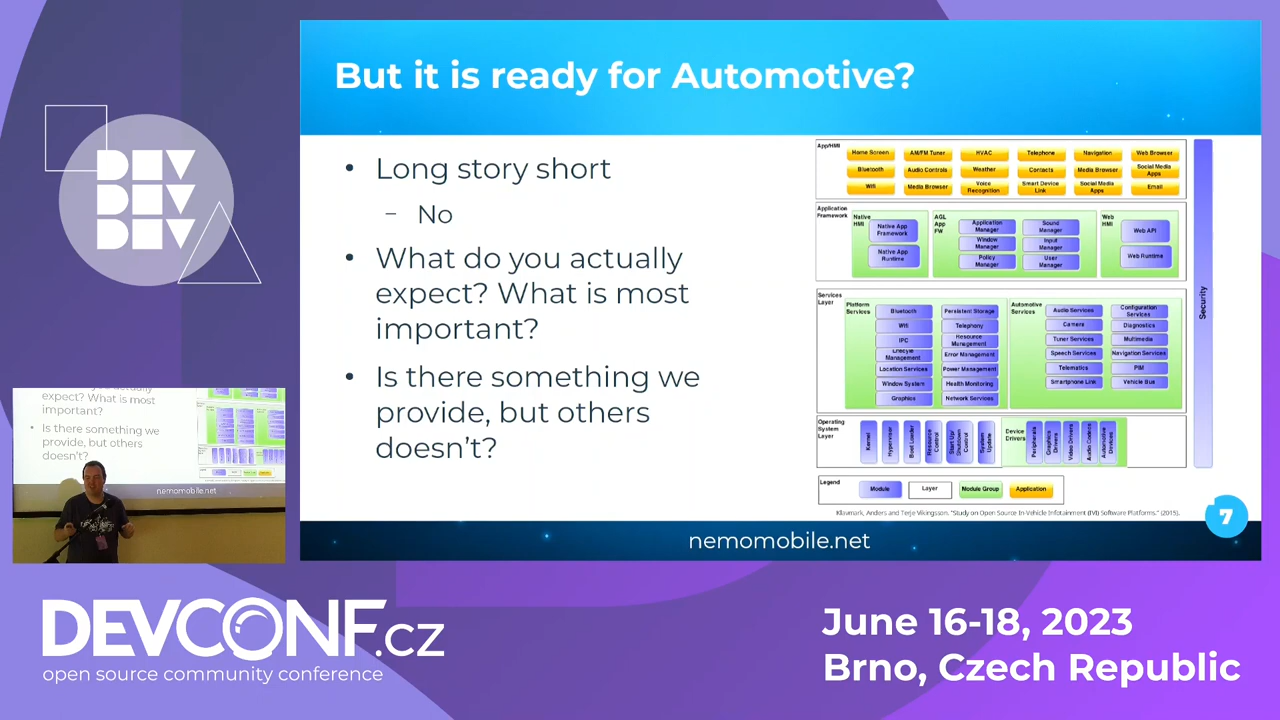 But it is ready for Automotive?
• Long story short
– No
• What do you actually
expect? What is most
important?
• Is there something we
provide, but others
doesn't?
App/HMI
Home Screen
AM/FM Tuner
HVAC
Telephone
Navigation
Web Browser
Bluetooth
Audio Controls
Weather
Contacts
Media Browser
Social Media
Apps
Wifi
Media Browser
Voice
Recognition
Smart Device
Link
Social Media
Apps
Email
Application
Framework
Native
HMI
Native App
Framework
Native App
Runtime
AGL
App
FW
Application
Manager
Sound
Manager
Window
Manager
Input
Manager
Policy
Manager
User
Manager
Web
HMI
Web API
Web Runtime
Services
Layer
Platform
Services
Bluetooth
Persistent Storage
Wifi
Telephony
IPC
Resource
Management
Lifecycle
Management
Error Management
Location Services
Power Management
Window System
Health Monitoring
Graphics
Network Services
Automotive
Services
Audio Services
Configuration
Services
Camera
Diagnostics
Tuner Services
Multimedia
Speech Services
Navigation Services
Telematics
PIM
Smartphone Link
Vehicle Bus
Operating
System
Layer
Kernel
Hypervisor
Boot Loader
Resource
Control
Start Up/
Shutdown
Control
System
Update
Device
Drivers
Peripherals
Graphics
Drivers
Video Drivers
Audio Codecs
Automotive
Devices
Security
Legend
Module
Layer
Module Group
Application
Klavmark, Anders and Terje Vikingsson. "Study on Open Source In-Vehicle Infotainment (IVI) Software Platforms." (2015).
7
nemomobile.net
DEV
DEV
DEV
expect? What is most
important?
• Is there something we
provide, but others
doesn't?
nemomobile.net
DEVCONF.cz
open source community conference
June 16-18, 2023
Brno, Czech Republic